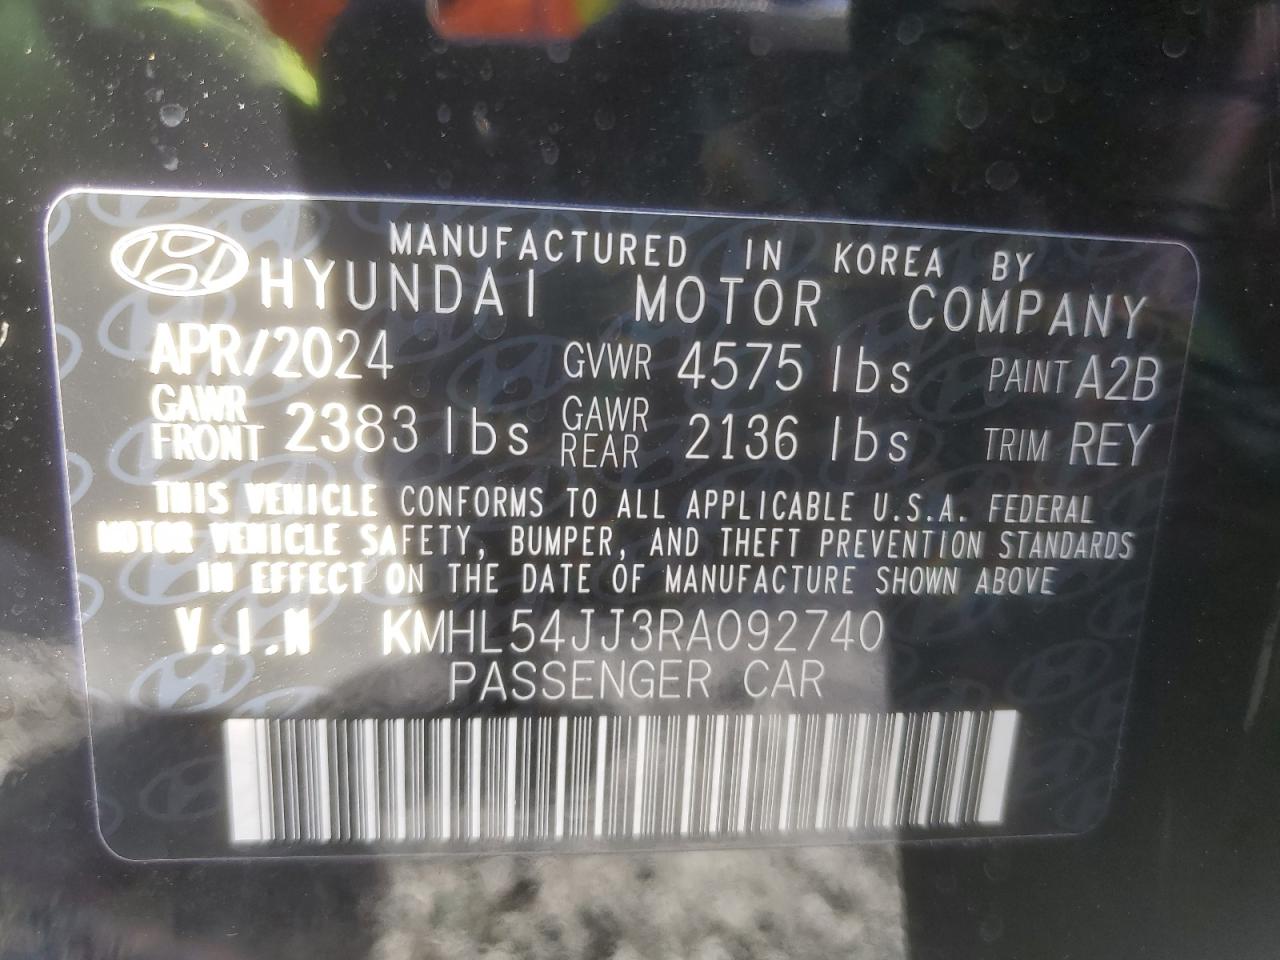 MANUFACTURED IN KOREA BY
HYUNDAI MOTOR COMPANY
APR/2024 GVWR 4575 lbs PAINT A2B
GAWR FRONT 2383 lbs GAWR REAR 2136 lbs TRIM REY
THIS VEHICLE CONFORMS TO ALL APPLICABLE U.S.A. FEDERAL
MOTOR VEHICLE SAFETY, BUMPER, AND THEFT PREVENTION STANDARDS
IN EFFECT ON THE DATE OF MANUFACTURE SHOWN ABOVE
V.I.N KMHL54JJ3RA092740
PASSENGER CAR